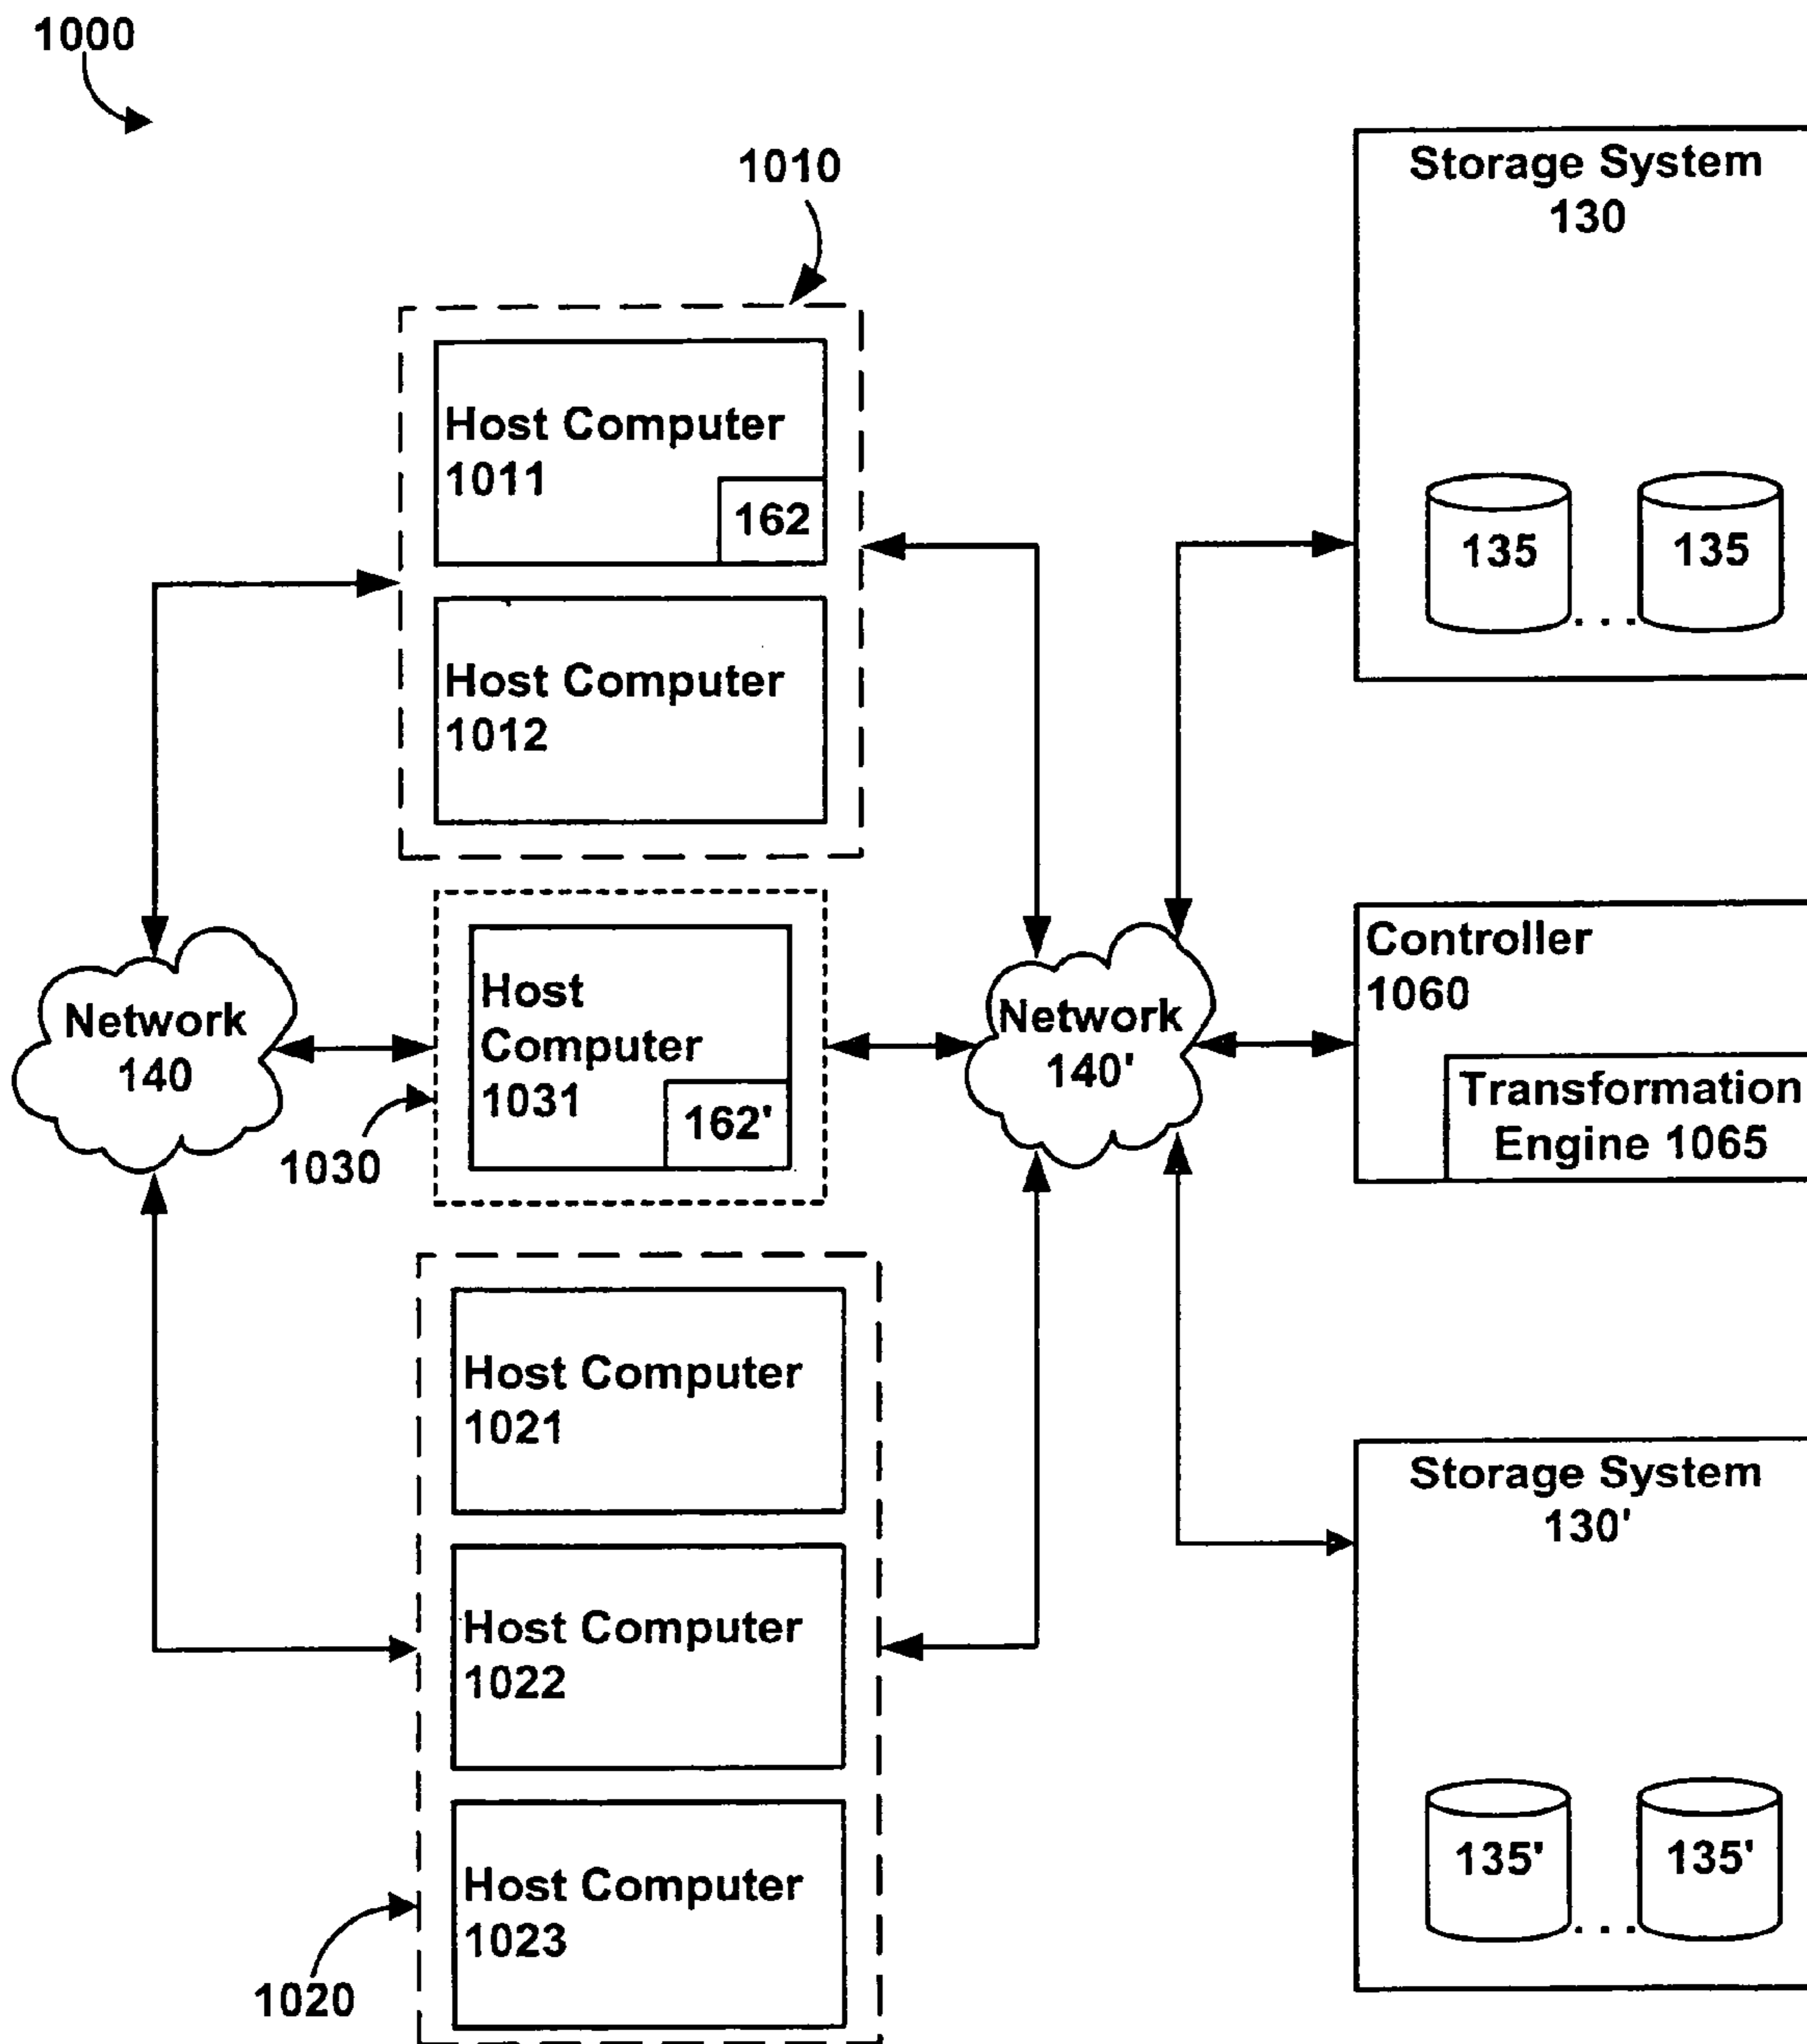 1000
1010
Storage System
130
135
135
. . .
Host Computer
1011
162
Host Computer
1012
Network
140
Host
Computer
1031
162'
1030
Network
140'
Controller
1060
Transformation
Engine 1065
Host Computer
1021
Host Computer
1022
Host Computer
1023
1020
Storage System
130'
135'
135'
. . .